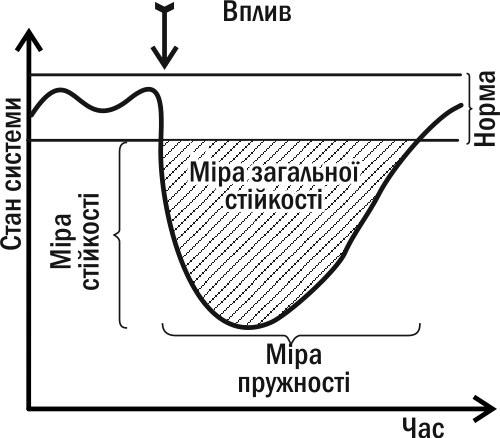 Вплив
Стан системи
Норма
Міра загальної
стійкості
Міра
стійкості
Міра
пружності
Час